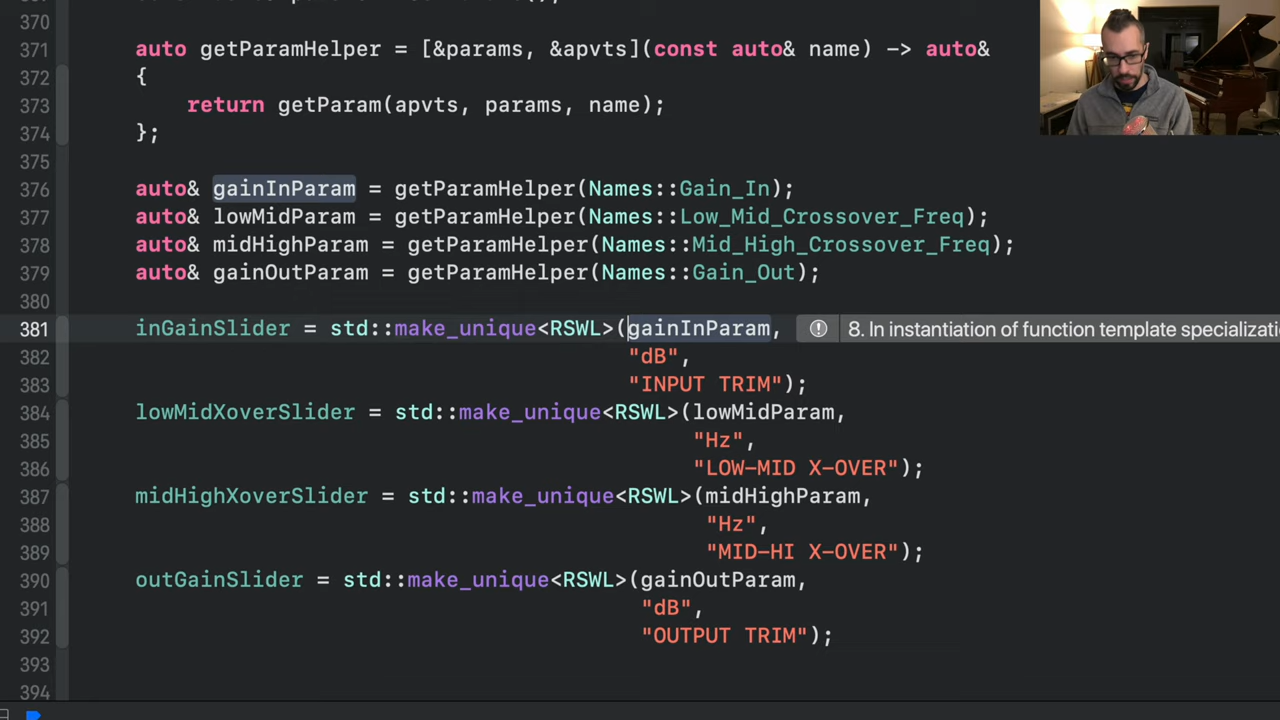 370
371 auto getParamHelper = [&params, &apvts](const auto& name) -> auto&
372 {
373 return getParam(apvts, params, name);
374 };
375
376 auto& gainInParam = getParamHelper(Names::Gain_In);
377 auto& lowMidParam = getParamHelper(Names::Low_Mid_Crossover_Freq);
378 auto& midHighParam = getParamHelper(Names::Mid_High_Crossover_Freq);
379 auto& gainOutParam = getParamHelper(Names::Gain_Out);
380
381 inGainSlider = std::make_unique<RSWL>(gainInParam, 8. In instantiation of function template specializati
382 "dB",
383 "INPUT TRIM");
384 lowMidXoverSlider = std::make_unique<RSWL>(lowMidParam,
385 "Hz",
386 "LOW-MID X-OVER");
387 midHighXoverSlider = std::make_unique<RSWL>(midHighParam,
388 "Hz",
389 "MID-HI X-OVER");
390 outGainSlider = std::make_unique<RSWL>(gainOutParam,
391 "dB",
392 "OUTPUT TRIM");
393
394